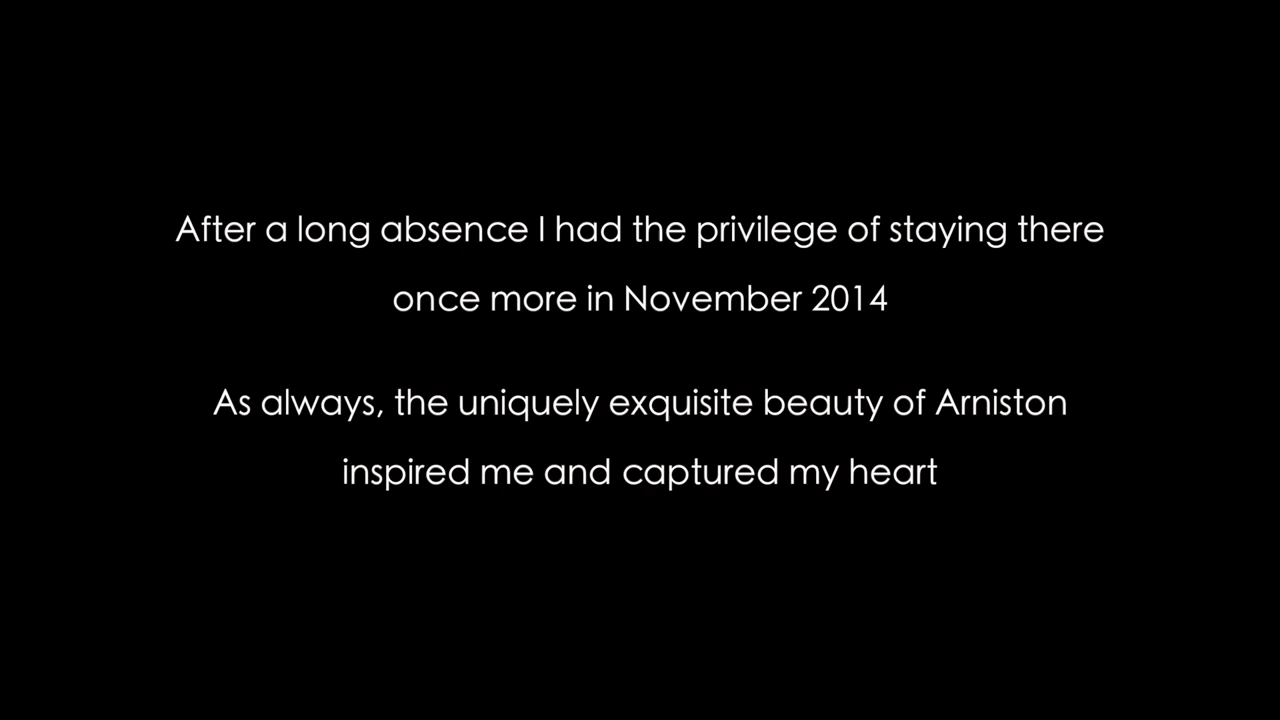 After a long absence I had the privilege of staying there
once more in November 2014
As always, the uniquely exquisite beauty of Arniston
inspired me and captured my heart